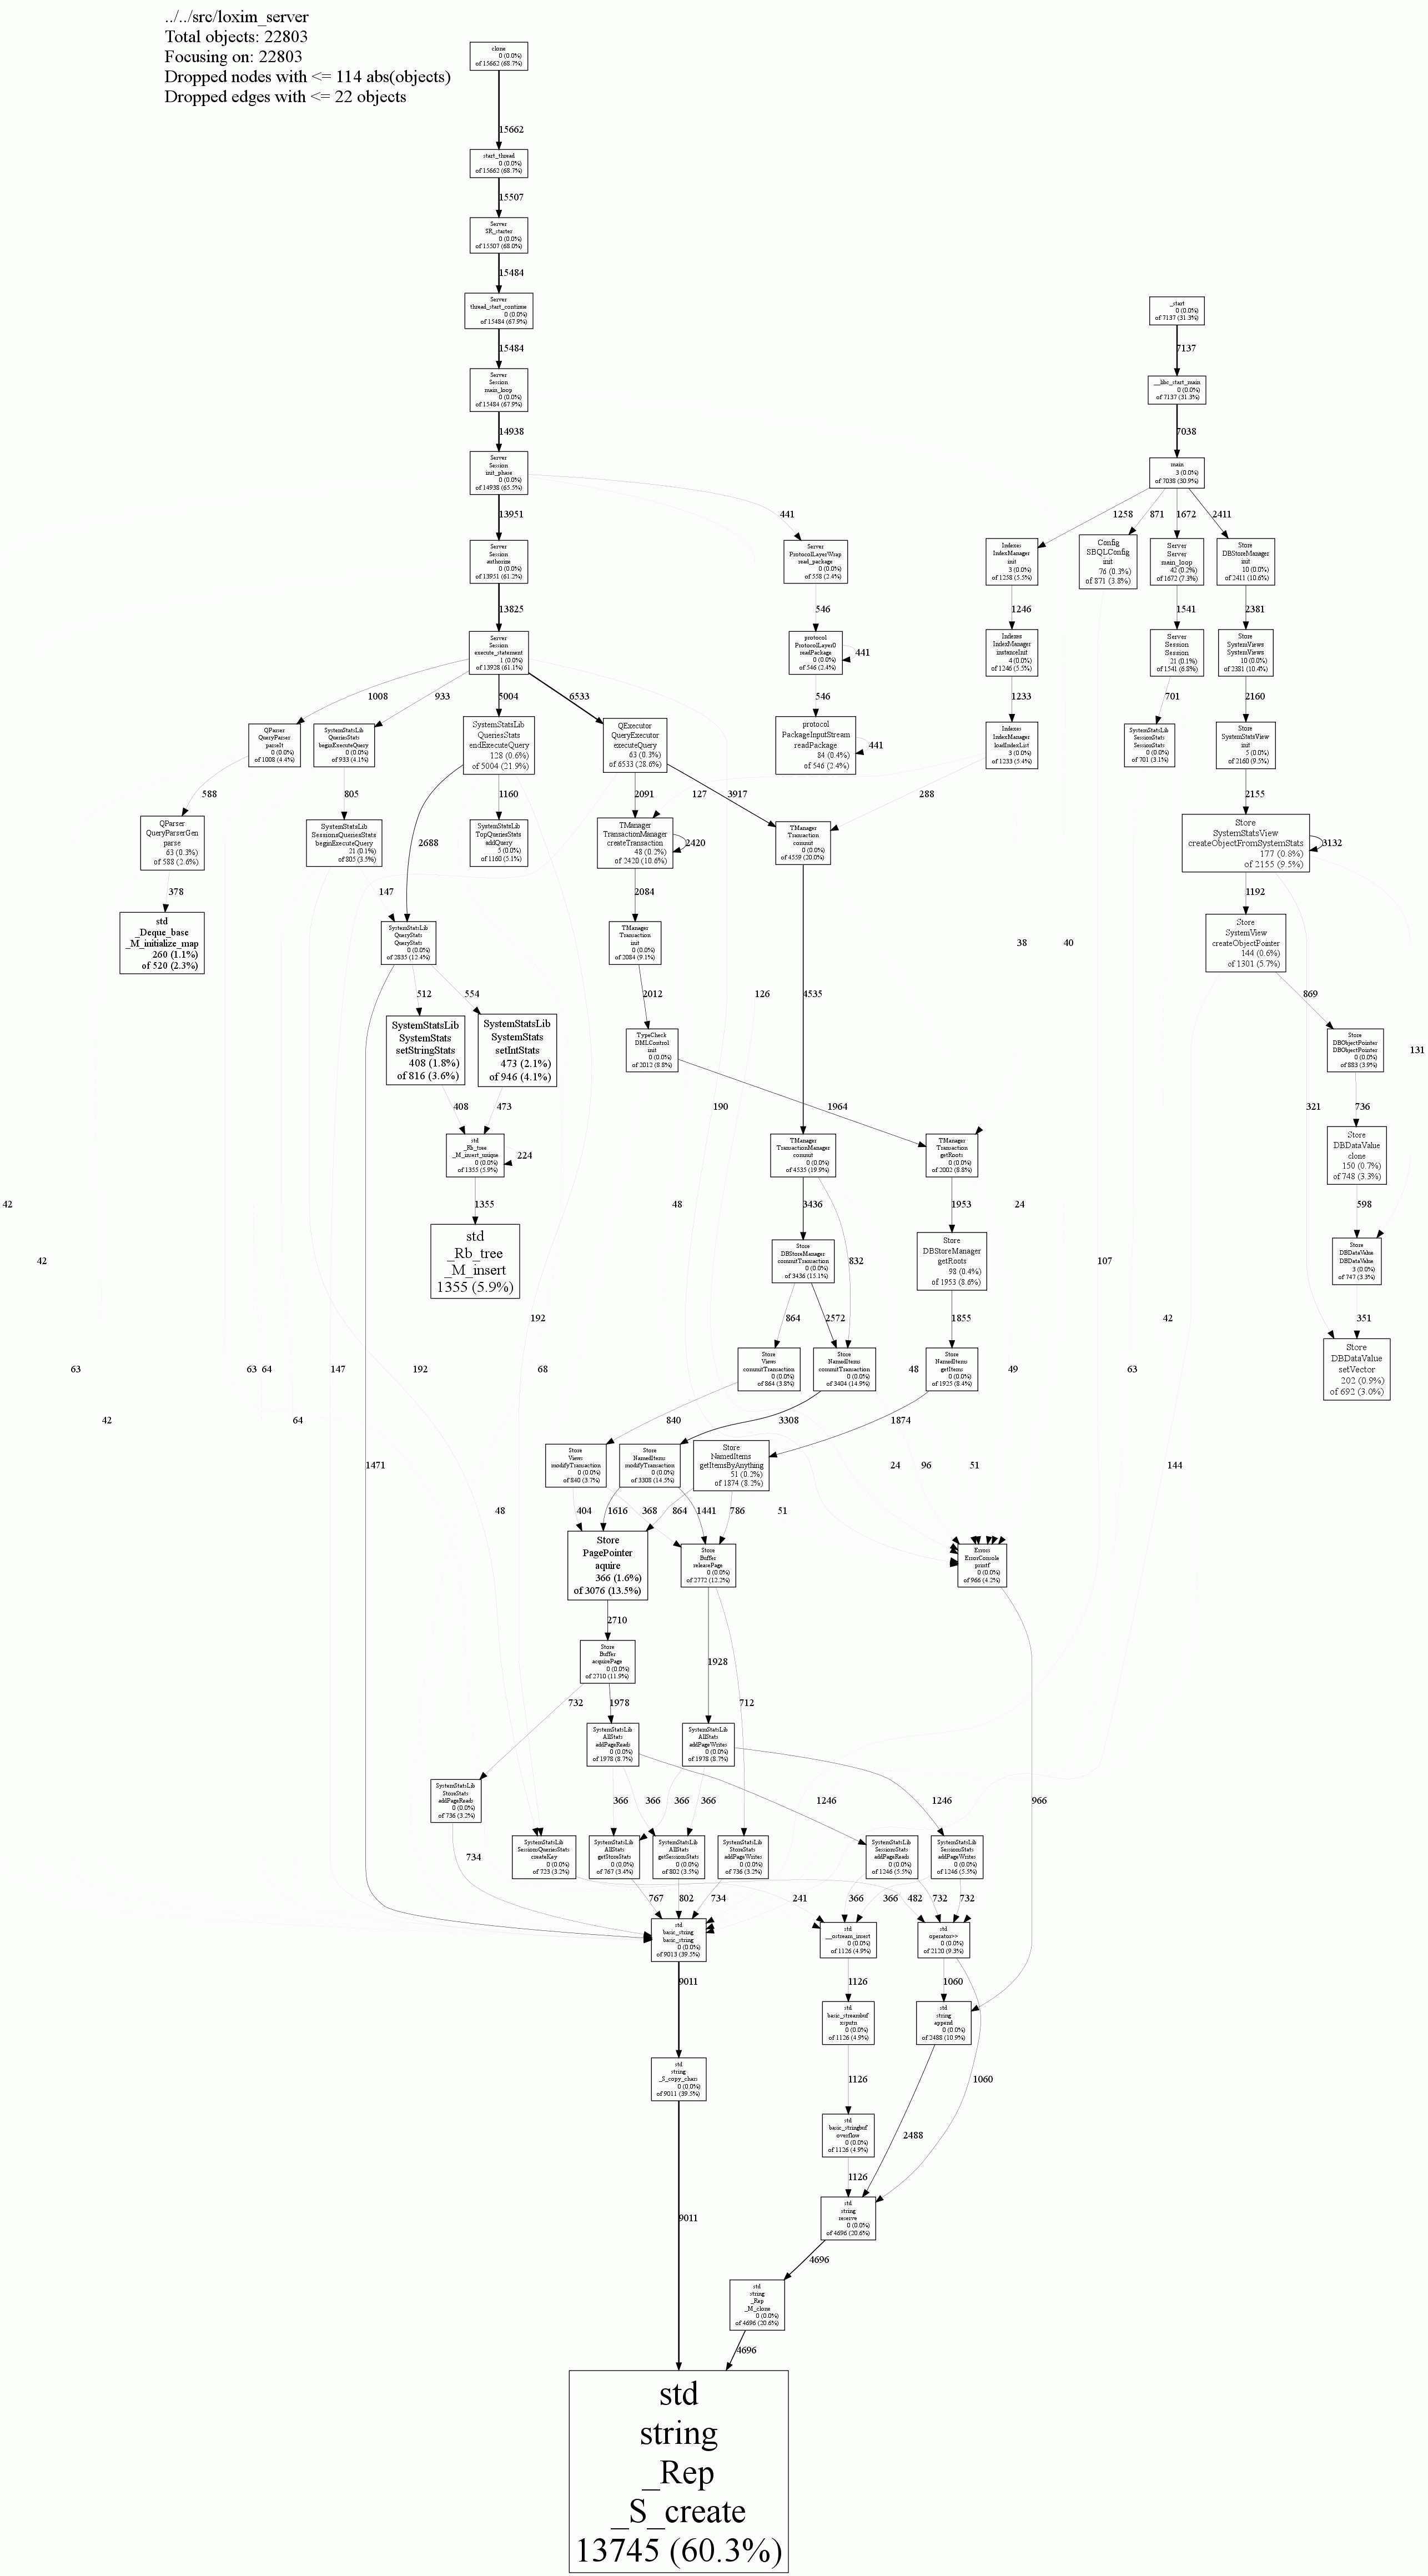 ../../src/loxim_server
Total objects: 22803
Focusing on: 22803
Dropped nodes with <= 114 abs(objects)
Dropped edges with <= 22 objects
clone
0 (0.0%)
of 15662 (68.7%)
15662
start_thread
0 (0.0%)
of 15662 (68.7%)
15507
Server
SR_starter
0 (0.0%)
of 15507 (68.0%)
15484
Server
thread_start_continue
0 (0.0%)
of 15484 (67.9%)
15484
Server
Session
main_loop
0 (0.0%)
of 15484 (67.9%)
14938
Server
Session
init_phase
0 (0.0%)
of 14938 (65.5%)
13951
441
Server
Session
authorize
0 (0.0%)
of 13951 (61.2%)
13825
Server
Session
execute_statement
1 (0.0%)
of 13928 (61.1%)
_start
0 (0.0%)
of 7137 (31.3%)
7137
__libc_start_main
0 (0.0%)
of 7137 (31.3%)
7038
main
3 (0.0%)
of 7038 (30.9%)
1258
871
1672
2411
Server
ProtocolLayerWrap
read_package
0 (0.0%)
of 558 (2.4%)
546
protocol
ProtocolLayer0
readPackage
0 (0.0%)
of 546 (2.4%)
441
546
protocol
PackageInputStream
readPackage
84 (0.4%)
of 546 (2.4%)
441
Indexes
IndexManager
init
3 (0.0%)
of 1258 (5.5%)
1246
Indexes
IndexManager
instanceInit
4 (0.0%)
of 1246 (5.5%)
1233
Indexes
IndexManager
loadIndexList
3 (0.0%)
of 1233 (5.4%)
Config
SBQLConfig
init
76 (0.3%)
of 871 (3.8%)
Server
Server
main_loop
42 (0.2%)
of 1672 (7.3%)
1541
Server
Session
Session
21 (0.1%)
of 1541 (6.8%)
701
SystemStatsLib
SessionStats
SessionStats
0 (0.0%)
of 701 (3.1%)
Store
DBStoreManager
init
10 (0.0%)
of 2411 (10.6%)
2381
Store
SystemViews
SystemViews
10 (0.0%)
of 2381 (10.4%)
2160
Store
SystemStatsView
init
5 (0.0%)
of 2160 (9.5%)
2155
Store
SystemStatsView
createObjectFromSystemStats
177 (0.8%)
of 2155 (9.5%)
3132
1192
Store
SystemView
createObjectPointer
144 (0.6%)
of 1301 (5.7%)
869
1008
933
5004
6533
QParser
QueryParser
parseIt
0 (0.0%)
of 1008 (4.4%)
588
QParser
QueryParserGen
parse
63 (0.3%)
of 588 (2.6%)
378
std
_Deque_base
_M_initialize_map
260 (1.1%)
of 520 (2.3%)
SystemStatsLib
QueriesStats
beginExecuteQuery
0 (0.0%)
of 933 (4.1%)
805
SystemStatsLib
SessionsQueriesStats
beginExecuteQuery
21 (0.1%)
of 805 (3.5%)
147
SystemStatsLib
QueriesStats
endExecuteQuery
128 (0.6%)
of 5004 (21.9%)
2688
1160
SystemStatsLib
TopQueriesStats
addQuery
5 (0.0%)
of 1160 (5.1%)
QExecutor
QueryExecutor
executeQuery
63 (0.3%)
of 6533 (28.6%)
2091
127
3917
288
TManager
TransactionManager
createTransaction
48 (0.2%)
of 2420 (10.6%)
2420
2084
TManager
Transaction
commit
0 (0.0%)
of 4559 (20.0%)
4535
SystemStatsLib
QueryStats
QueryStats
0 (0.0%)
of 2835 (12.4%)
512
554
TManager
Transaction
init
0 (0.0%)
of 2084 (9.1%)
2012
SystemStatsLib
SystemStats
setStringStats
408 (1.8%)
of 816 (3.6%)
408
SystemStatsLib
SystemStats
setIntStats
473 (2.1%)
of 946 (4.1%)
473
TypeCheck
DMLControl
init
0 (0.0%)
of 2012 (8.8%)
1964
126
38
40
131
190
321
Store
DBObjectPointer
DBObjectPointer
0 (0.0%)
of 883 (3.9%)
736
Store
DBDataValue
clone
150 (0.7%)
of 748 (3.3%)
598
Store
DBDataValue
DBDataValue
3 (0.0%)
of 747 (3.3%)
351
Store
DBDataValue
setVector
202 (0.9%)
of 692 (3.0%)
std
_Rb_tree
_M_insert_unique
0 (0.0%)
of 1355 (5.9%)
224
1355
std
_Rb_tree
_M_insert
1355 (5.9%)
TManager
TransactionManager
commit
0 (0.0%)
of 4535 (19.9%)
3436
832
TManager
Transaction
getRoots
0 (0.0%)
of 2002 (8.8%)
1953
42
48
24
Store
DBStoreManager
commitTransaction
0 (0.0%)
of 3436 (15.1%)
864
2572
Store
DBStoreManager
getRoots
98 (0.4%)
of 1953 (8.6%)
1855
42
107
192
42
Store
Views
commitTransaction
0 (0.0%)
of 864 (3.8%)
840
Store
NamedItems
commitTransaction
0 (0.0%)
of 3404 (14.9%)
3308
Store
NamedItems
getItems
0 (0.0%)
of 1925 (8.4%)
1874
63
63
64
147
192
68
48
49
63
42
64
Store
Views
modifyTransaction
0 (0.0%)
of 840 (3.7%)
404
Store
NamedItems
modifyTransaction
0 (0.0%)
of 3308 (14.5%)
1616
368
Store
NamedItems
getItemsByAnything
51 (0.2%)
of 1874 (8.2%)
864
1441
786
51
1471
24
96
51
144
48
Store
PagePointer
aquire
366 (1.6%)
of 3076 (13.5%)
2710
Store
Buffer
releasePage
0 (0.0%)
of 2772 (12.2%)
1928
712
Errors
ErrorConsole
printf
0 (0.0%)
of 966 (4.2%)
966
Store
Buffer
acquirePage
0 (0.0%)
of 2710 (11.9%)
732
1978
SystemStatsLib
AllStats
addPageReads
0 (0.0%)
of 1978 (8.7%)
SystemStatsLib
AllStats
addPageWrites
0 (0.0%)
of 1978 (8.7%)
SystemStatsLib
StoreStats
addPageReads
0 (0.0%)
of 736 (3.2%)
734
366
366
366
366
1246
1246
SystemStatsLib
SessionsQueriesStats
createKey
0 (0.0%)
of 723 (3.2%)
SystemStatsLib
AllStats
getStoreStats
0 (0.0%)
of 767 (3.4%)
SystemStatsLib
AllStats
getSessionsStats
0 (0.0%)
of 802 (3.5%)
SystemStatsLib
StoreStats
addPageWrites
0 (0.0%)
of 736 (3.2%)
SystemStatsLib
SessionsStats
addPageReads
0 (0.0%)
of 1246 (5.5%)
SystemStatsLib
SessionsStats
addPageWrites
0 (0.0%)
of 1246 (5.5%)
767
802
734
241
366
366
482
732
732
std
basic_string
basic_string
0 (0.0%)
of 9013 (39.5%)
9011
std
__ostream_insert
0 (0.0%)
of 1126 (4.9%)
1126
std
operator>>
0 (0.0%)
of 2120 (9.3%)
1060
std
basic_streambuf
xsputn
0 (0.0%)
of 1126 (4.9%)
1126
std
string
append
0 (0.0%)
of 2488 (10.9%)
2488
1060
std
string
_S_copy_chars
0 (0.0%)
of 9011 (39.5%)
9011
std
basic_stringbuf
overflow
0 (0.0%)
of 1126 (4.9%)
1126
std
string
reserve
0 (0.0%)
of 4696 (20.6%)
4696
std
string
_Rep
_M_clone
0 (0.0%)
of 4696 (20.6%)
4696
std
string
_Rep
_S_create
13745 (60.3%)